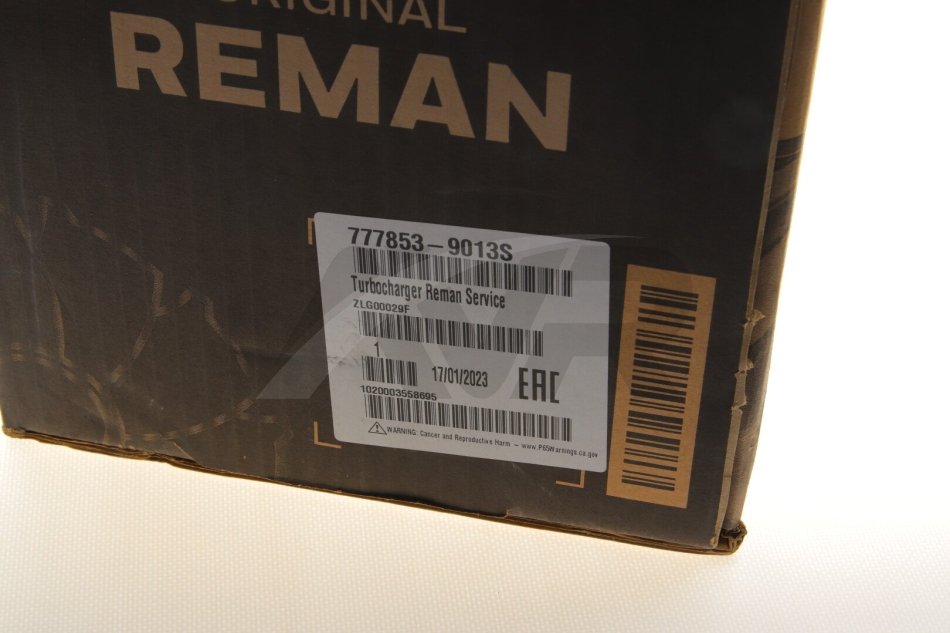 ORIGINAL
REMAN
777853-9013S
Turbocharger Reman Service
ZLG00029F
1
17/01/2023
EAC
1020003558695
WARNING: Cancer and Reproductive Harm - www.P65Warnings.ca.gov